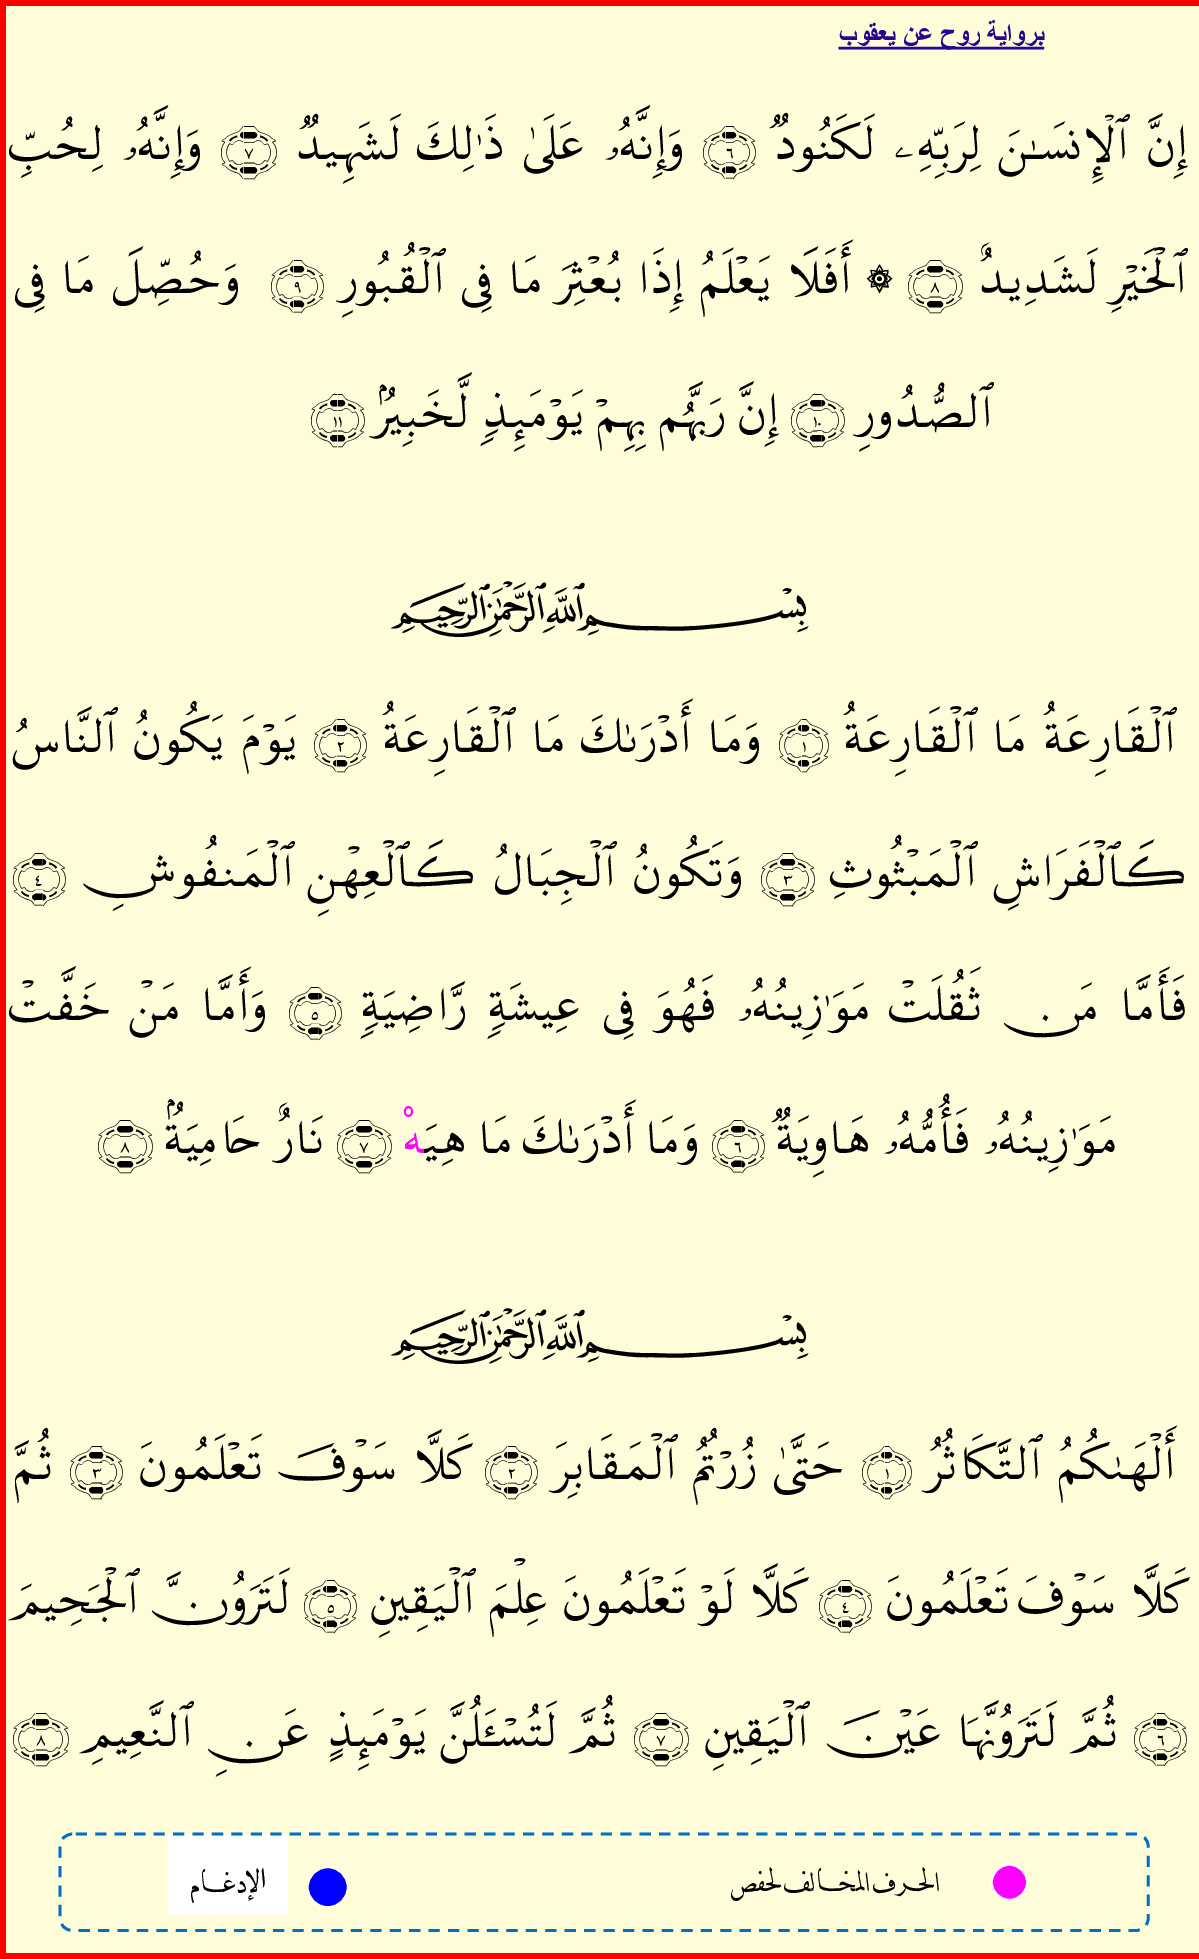 برواية روح عن يعقوب
إِنَّ ٱلْإِنسَـٰنَ لِرَبِّهِۦ لَكَنُودٌ ٦ وَإِنَّهُۥ عَلَىٰ ذَٰلِكَ لَشَهِيدٌ ٧ وَإِنَّهُۥ لِحُبِّ
ٱلْخَيْرِ لَشَدِيدٌ ٨ ۞ أَفَلَا يَعْلَمُ إِذَا بُعْثِرَ مَا فِى ٱلْقُبُورِ ٩ وَحُصِّلَ مَا فِى
ٱلصُّدُورِ ١٠ إِنَّ رَبَّهُم بِهِمْ يَوْمَئِذٍ لَّخَبِيرٌۢ ١١
بِسْمِ ٱللَّهِ ٱلرَّحْمَـٰنِ ٱلرَّحِيمِ
ٱلْقَارِعَةُ مَا ٱلْقَارِعَةُ ١ وَمَا أَدْرَىٰكَ مَا ٱلْقَارِعَةُ ٢ يَوْمَ يَكُونُ ٱلنَّاسُ
كَٱلْفَرَاشِ ٱلْمَبْثُوثِ ٣ وَتَكُونُ ٱلْجِبَالُ كَٱلْعِهْنِ ٱلْمَنفُوشِ ٤
فَأَمَّا مَن ثَقُلَتْ مَوَٰزِينُهُۥ فَهُوَ فِى عِيشَةٍ رَّاضِيَةٍ ٥ وَأَمَّا مَنْ خَفَّتْ
مَوَٰزِينُهُۥ فَأُمُّهُۥ هَاوِيَةٌ ٦ وَمَا أَدْرَىٰكَ مَا هِيَهْ ٧ نَارٌ حَامِيَةٌۢ ٨
بِسْمِ ٱللَّهِ ٱلرَّحْمَـٰنِ ٱلرَّحِيمِ
أَلْهَىٰكُمُ ٱلتَّكَاثُرُ ١ حَتَّىٰ زُرْتُمُ ٱلْمَقَابِرَ ٢ كَلَّا سَوْفَ تَعْلَمُونَ ٣ ثُمَّ
كَلَّا سَوْفَ تَعْلَمُونَ ٤ كَلَّا لَوْ تَعْلَمُونَ عِلْمَ ٱلْيَقِينِ ٥ لَتَرَوُنَّ ٱلْجَحِيمَ
٦ ثُمَّ لَتَرَوُنَّهَا عَيْنَ ٱلْيَقِينِ ٧ ثُمَّ لَتُسْـَٔلُنَّ يَوْمَئِذٍ عَنِ ٱلنَّعِيمِ ٨
الحرف المخالف لحفص الإدغام